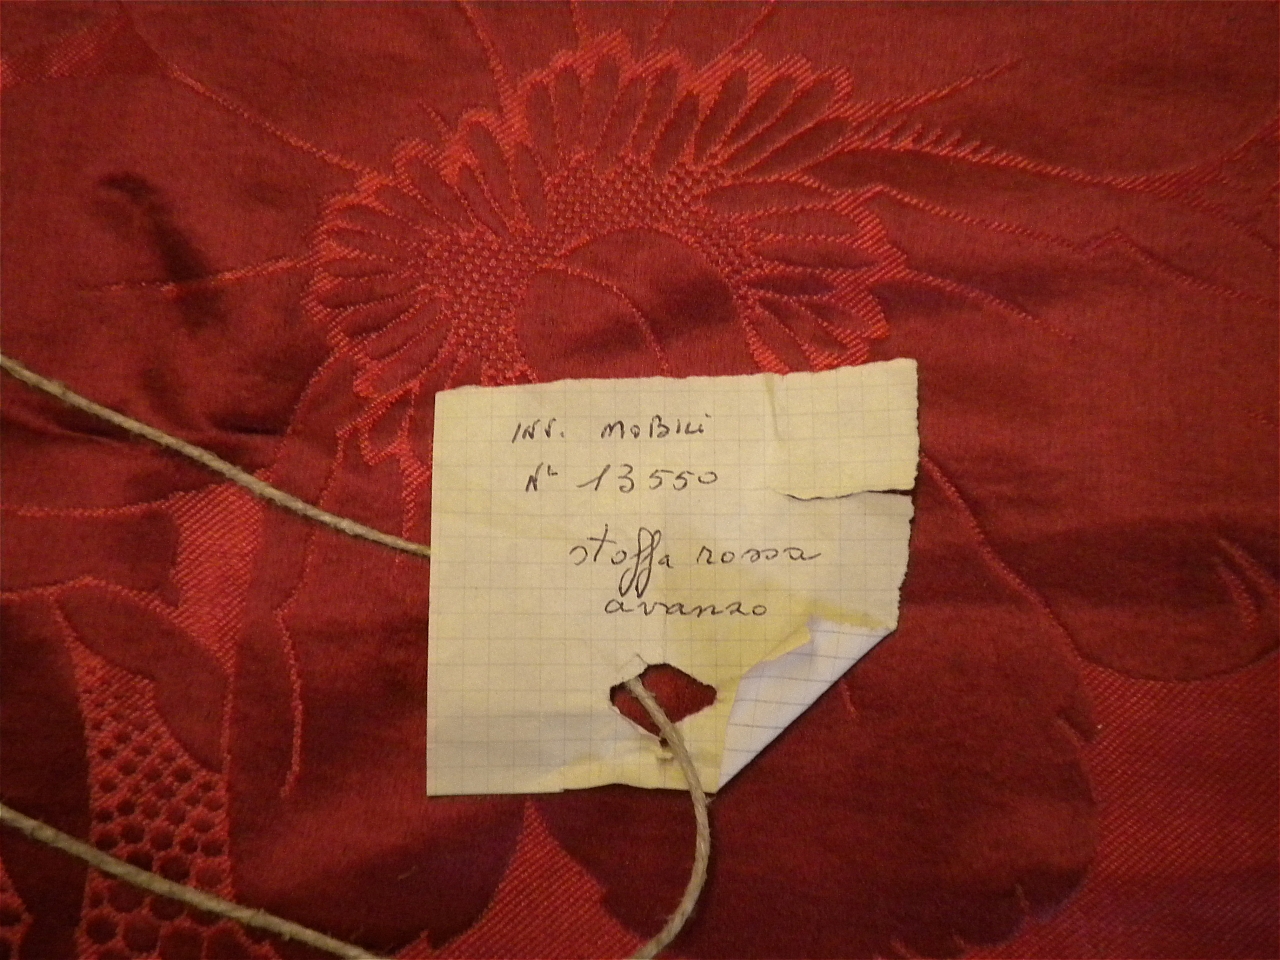 INV. MOBILI
N° 13550
stoffa rossa
avanzo